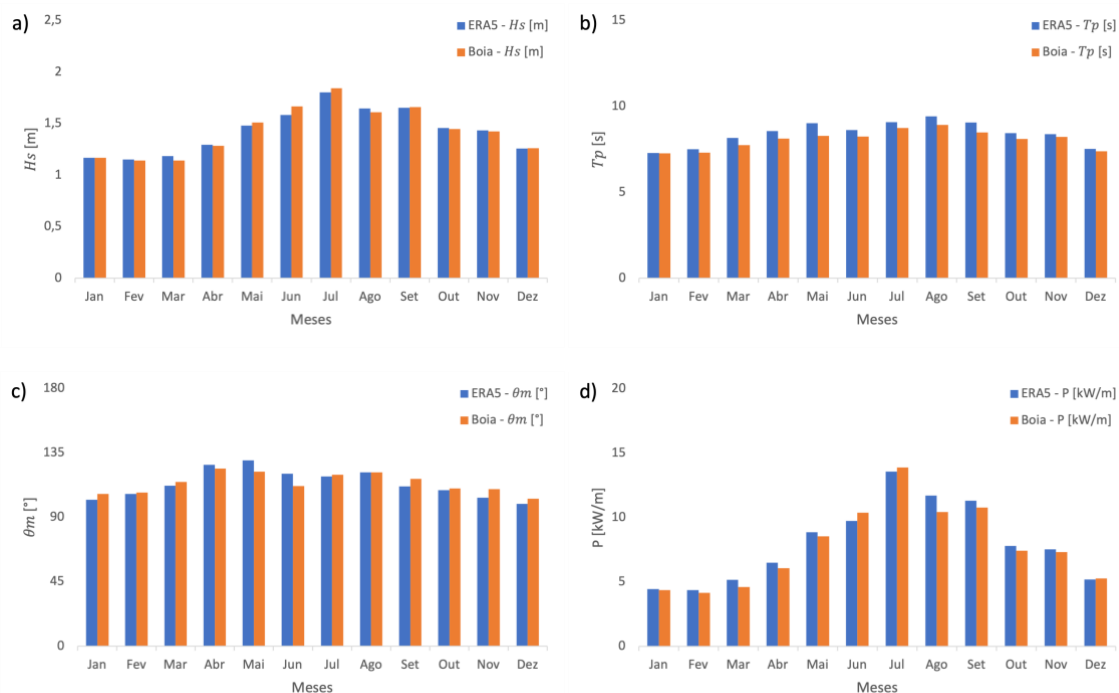 a)
2,5
2
1,5
1
0,5
0
Hs [m]
ERA5 - Hs [m]
Boia - Hs [m]
Jan Fev Mar Abr Mai Jun Jul Ago Set Out Nov Dez
Meses
b)
15
10
5
0
Tp [s]
ERA5 - Tp [s]
Boia - Tp [s]
Jan Fev Mar Abr Mai Jun Jul Ago Set Out Nov Dez
Meses
c)
180
135
90
45
0
θm [°]
ERA5 - θm [°]
Boia - θm [°]
Jan Fev Mar Abr Mai Jun Jul Ago Set Out Nov Dez
Meses
d)
20
15
10
5
0
P [kW/m]
ERA5 - P [kW/m]
Boia - P [kW/m]
Jan Fev Mar Abr Mai Jun Jul Ago Set Out Nov Dez
Meses